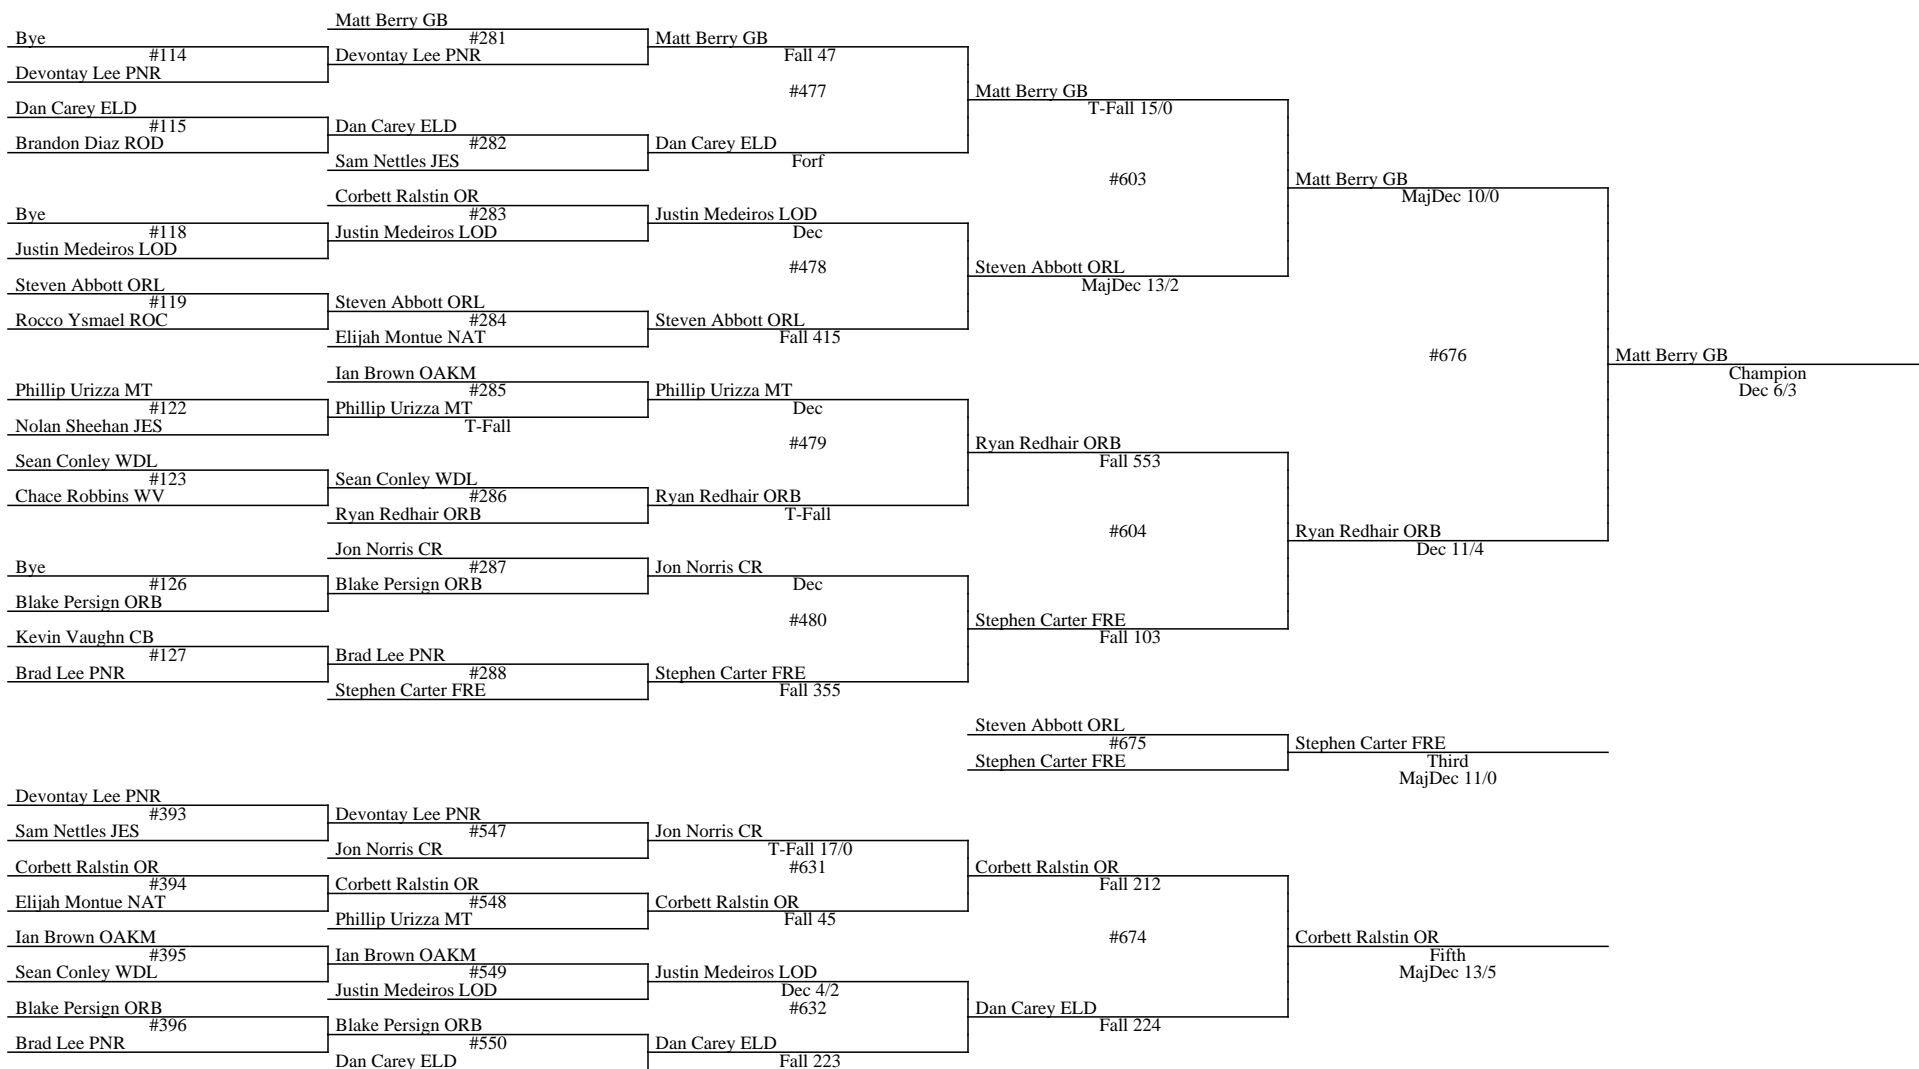 Matt Berry GB
Bye
#281
Matt Berry GB
#114
Devontay Lee PNR
Fall 47
Devontay Lee PNR
#477
Matt Berry GB
Dan Carey ELD
T-Fall 15/0
#115
Dan Carey ELD
Brandon Diaz ROD
#282
Dan Carey ELD
Sam Nettles JES
Forf
#603
Matt Berry GB
Corbett Ralstin OR
MajDec 10/0
Bye
#283
Justin Medeiros LOD
#118
Justin Medeiros LOD
Dec
Justin Medeiros LOD
#478
Steven Abbott ORL
Steven Abbott ORL
MajDec 13/2
#119
Steven Abbott ORL
Rocco Ysmael ROC
#284
Steven Abbott ORL
Elijah Montue NAT
Fall 415
#676
Matt Berry GB
Ian Brown OAKM
Champion
Phillip Urizza MT
#285
Phillip Urizza MT
Dec 6/3
#122
Phillip Urizza MT
Dec
Nolan Sheehan JES
T-Fall
#479
Ryan Redhair ORB
Sean Conley WDL
Fall 553
#123
Sean Conley WDL
Chace Robbins WV
#286
Ryan Redhair ORB
Ryan Redhair ORB
T-Fall
#604
Ryan Redhair ORB
Jon Norris CR
Dec 11/4
Bye
#287
Jon Norris CR
#126
Blake Persign ORB
Dec
Blake Persign ORB
#480
Stephen Carter FRE
Kevin Vaughn CB
Fall 103
#127
Brad Lee PNR
Brad Lee PNR
#288
Stephen Carter FRE
Stephen Carter FRE
Fall 355
Steven Abbott ORL
#675
Stephen Carter FRE
Stephen Carter FRE
Third
MajDec 11/0
Devontay Lee PNR
#393
Devontay Lee PNR
Sam Nettles JES
#547
Jon Norris CR
Jon Norris CR
T-Fall 17/0
Corbett Ralstin OR
#631
Corbett Ralstin OR
#394
Corbett Ralstin OR
Fall 212
Elijah Montue NAT
#548
Corbett Ralstin OR
Phillip Urizza MT
Fall 45
Ian Brown OAKM
#674
Corbett Ralstin OR
#395
Ian Brown OAKM
Fifth
Sean Conley WDL
#549
Justin Medeiros LOD
MajDec 13/5
Justin Medeiros LOD
Dec 4/2
Blake Persign ORB
#632
Dan Carey ELD
#396
Blake Persign ORB
Fall 224
Brad Lee PNR
#550
Dan Carey ELD
Dan Carey ELD
Fall 223